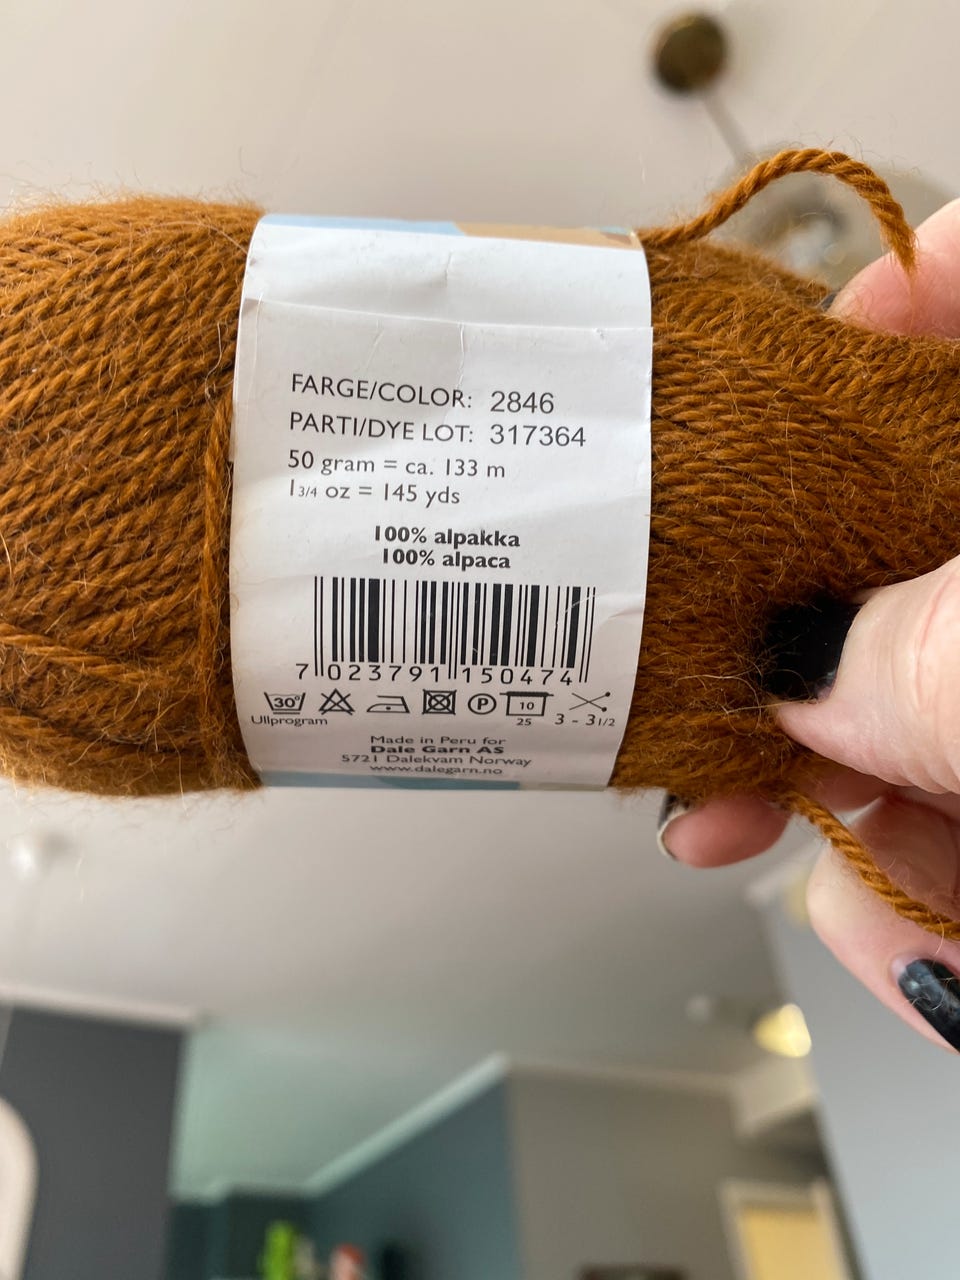 FARGE/COLOR: 2846
PARTI/DYE LOT: 317364
50 gram = ca. 133 m
1 3/4 oz = 145 yds
100% alpakka
100% alpaca
7 023791 150474
30° P 10
Ullprogram 25 3 - 3 1/2
Made in Peru for
Dale Garn AS
5721 Dalekvam Norway
www.dalegarn.no